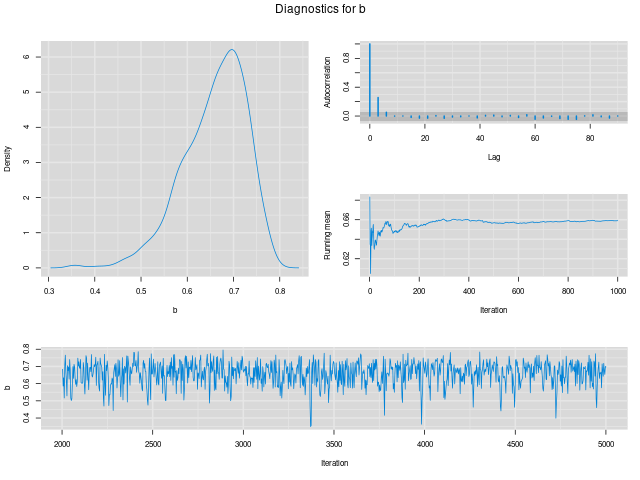 Diagnostics for b
Density
0 1 2 3 4 5 6
0.3 0.4 0.5 0.6 0.7 0.8
b
Autocorrelation
0.0 0.4 0.8
0 20 40 60 80
Lag
Running mean
0.62 0.66
0 200 400 600 800 1000
Iteration
b
0.4 0.5 0.6 0.7 0.8
2000 2500 3000 3500 4000 4500 5000
Iteration